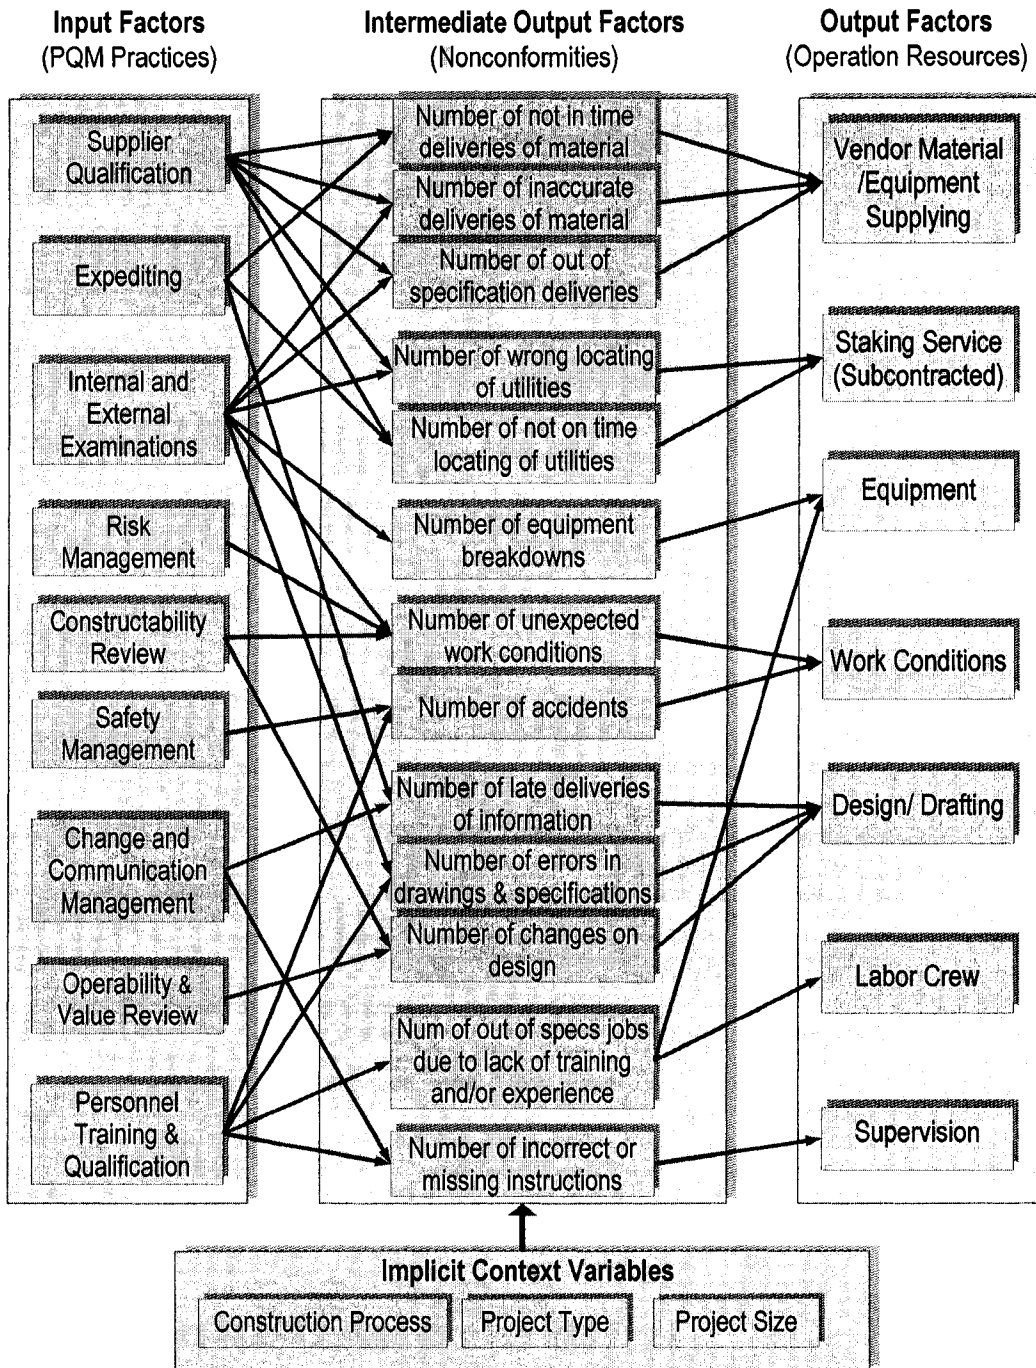 Input Factors
(PQM Practices)
Intermediate Output Factors
(Nonconformities)
Output Factors
(Operation Resources)
Supplier
Qualification
Expediting
Internal and
External
Examinations
Risk
Management
Constructability
Review
Safety
Management
Change and
Communication
Management
Operability &
Value Review
Personnel
Training &
Qualification
Number of not in time
deliveries of material
Number of inaccurate
deliveries of material
Number of out of
specification deliveries
Number of wrong locating
of utilities
Number of not on time
locating of utilities
Number of equipment
breakdowns
Number of unexpected
work conditions
Number of accidents
Number of late deliveries
of information
Number of errors in
drawings & specifications
Number of changes on
design
Num of out of specs jobs
due to lack of training
and/or experience
Number of incorrect or
missing instructions
Vendor Material
/Equipment
Supplying
Staking Service
(Subcontracted)
Equipment
Work Conditions
Design/ Drafting
Labor Crew
Supervision
Implicit Context Variables
Construction Process
Project Type
Project Size